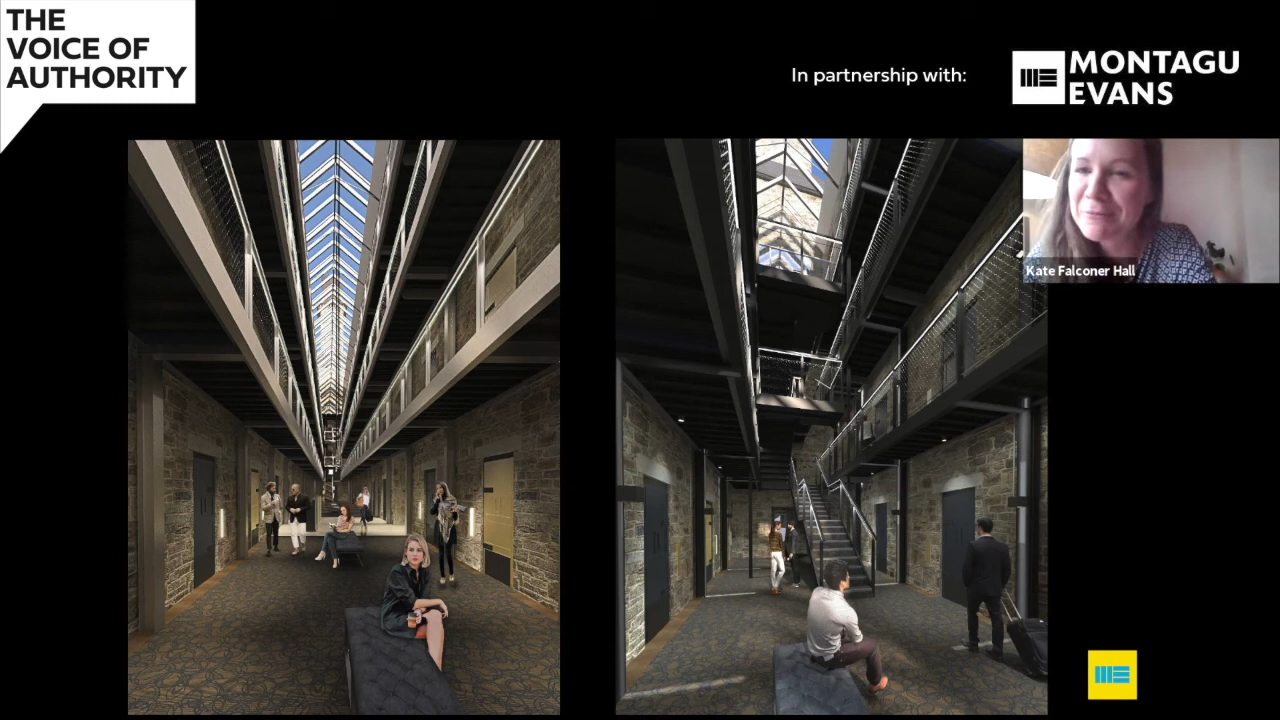 THE
VOICE OF
AUTHORITY
In partnership with:
MONTAGU
EVANS
Kate Falconer Hall